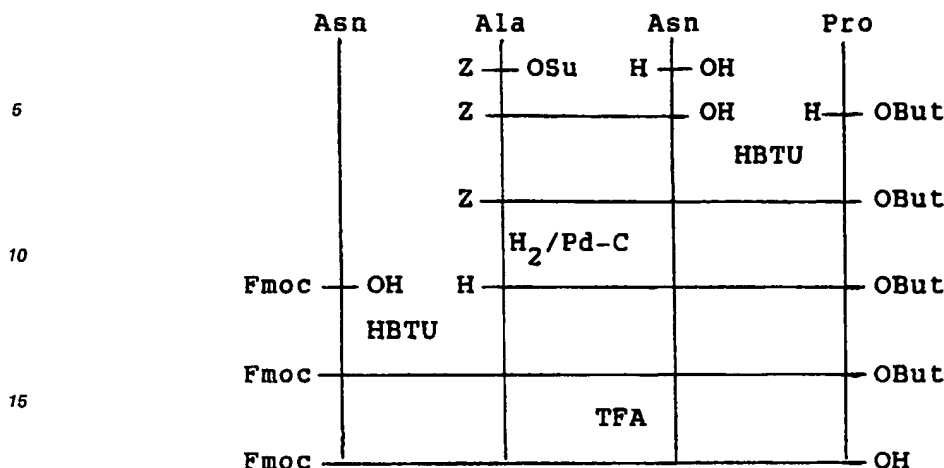 Asn Ala Asn Pro
Z OSu H OH
5 Z OH H OBut
HBTU
Z OBut
10 H2/Pd-C
Fmoc OH H OBut
HBTU
Fmoc OBut
15 TFA
Fmoc OH